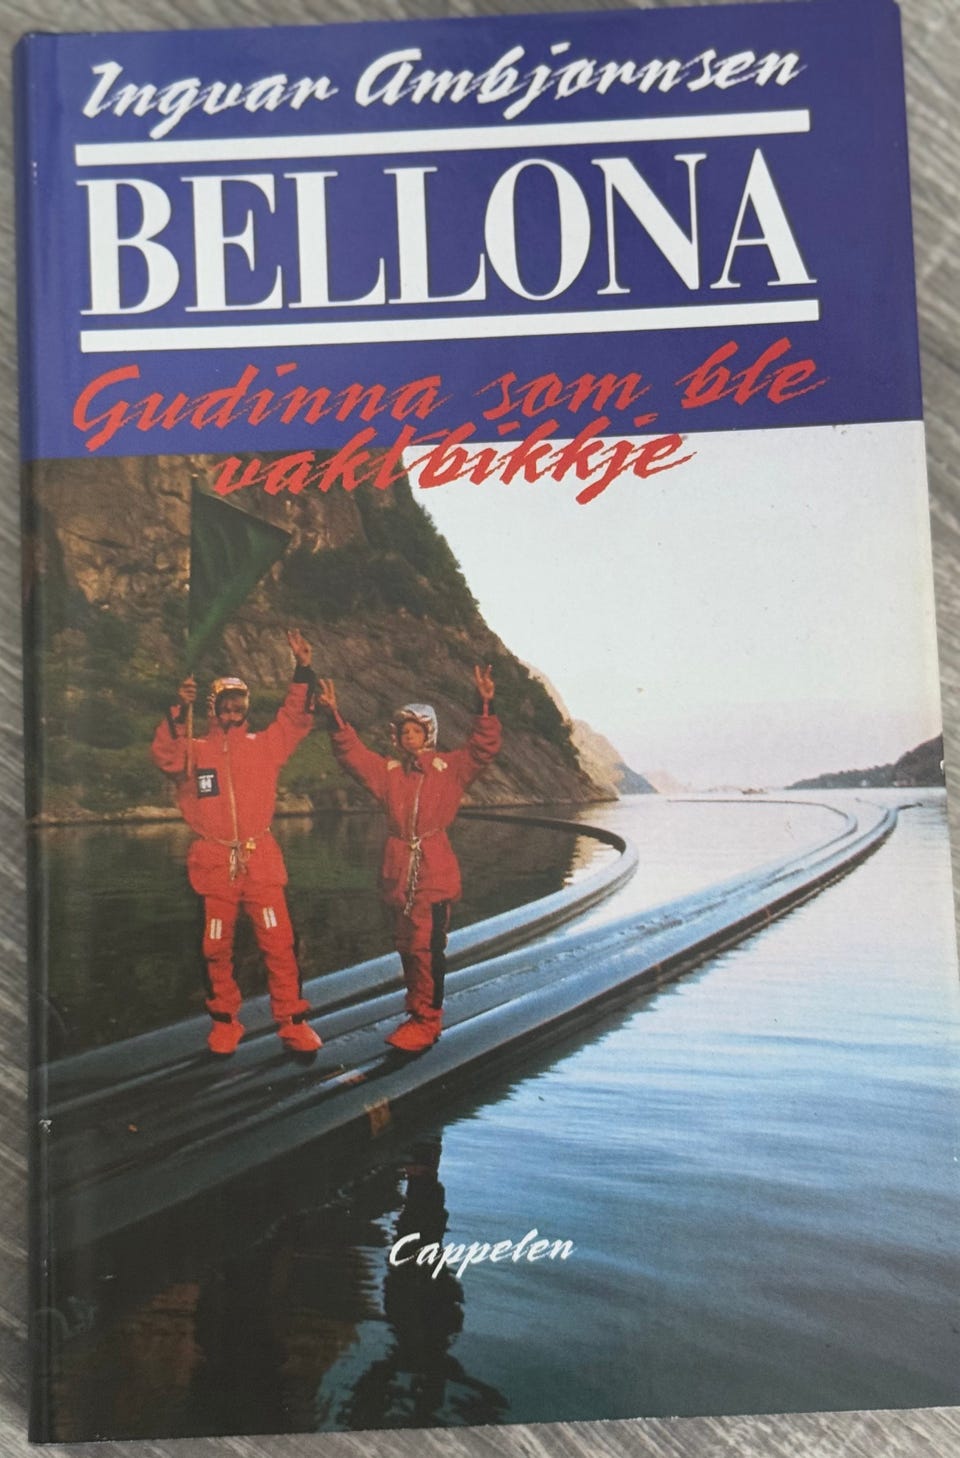 Ingvar Ambjørnsen
BELLONA
Gudinna som ble
vaktbikkje
Cappelen